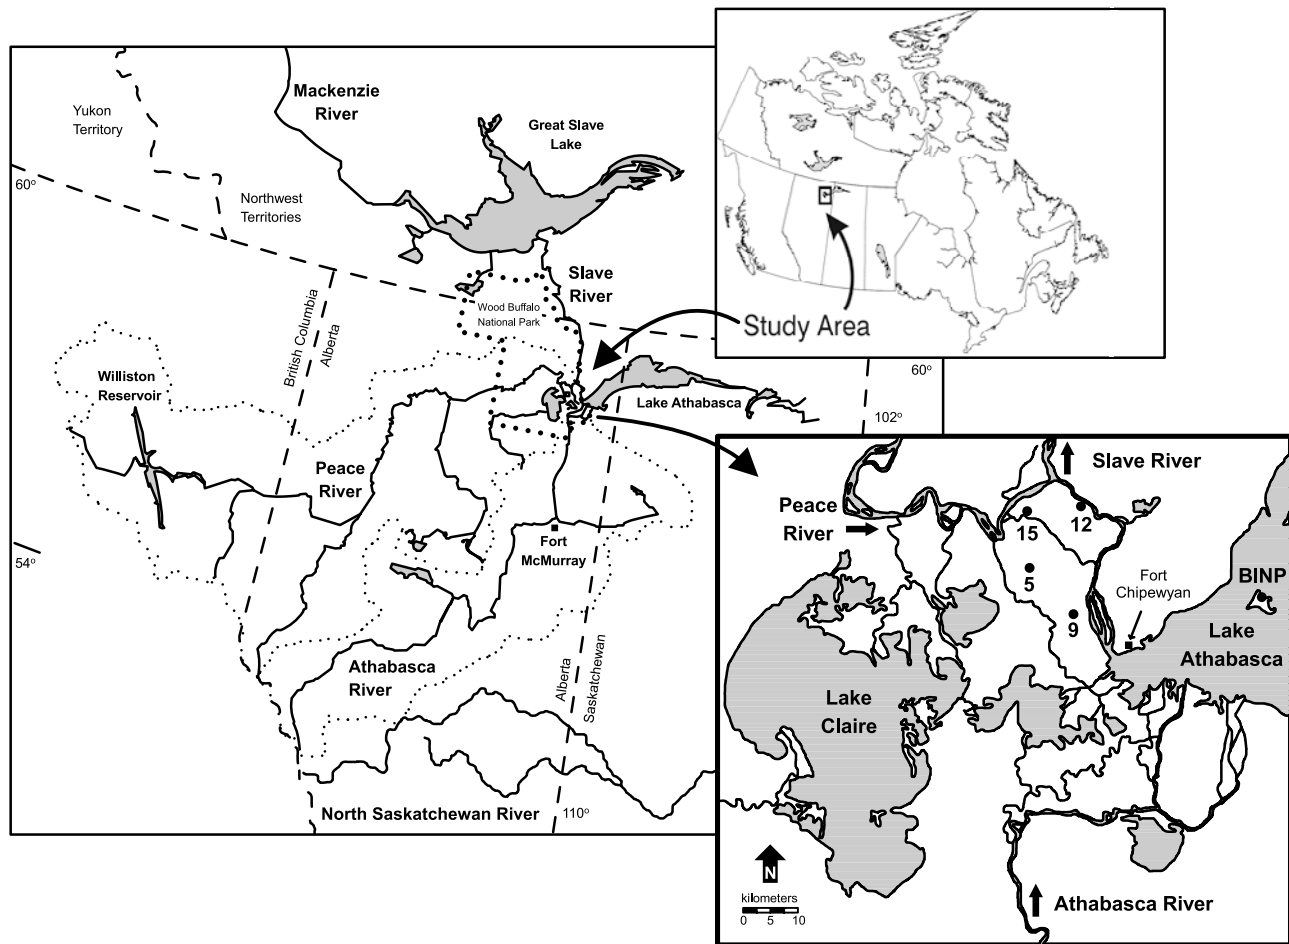 Mackenzie
River
Yukon
Territory
Great Slave
Lake
60°
Northwest
Territories
Slave
River
Wood Buffalo
National Park
British Columbia
Alberta
Williston
Reservoir
Lake Athabasca
Peace
River
Fort
McMurray
54°
Athabasca
River
Alberta
Saskatchewan
North Saskatchewan River
110°
Study Area
60°
102°
Slave River
Peace
River
15
12
5
9
Fort
Chipewyan
BINP
Lake
Athabasca
Lake
Claire
N
kilometers
0 5 10
Athabasca River